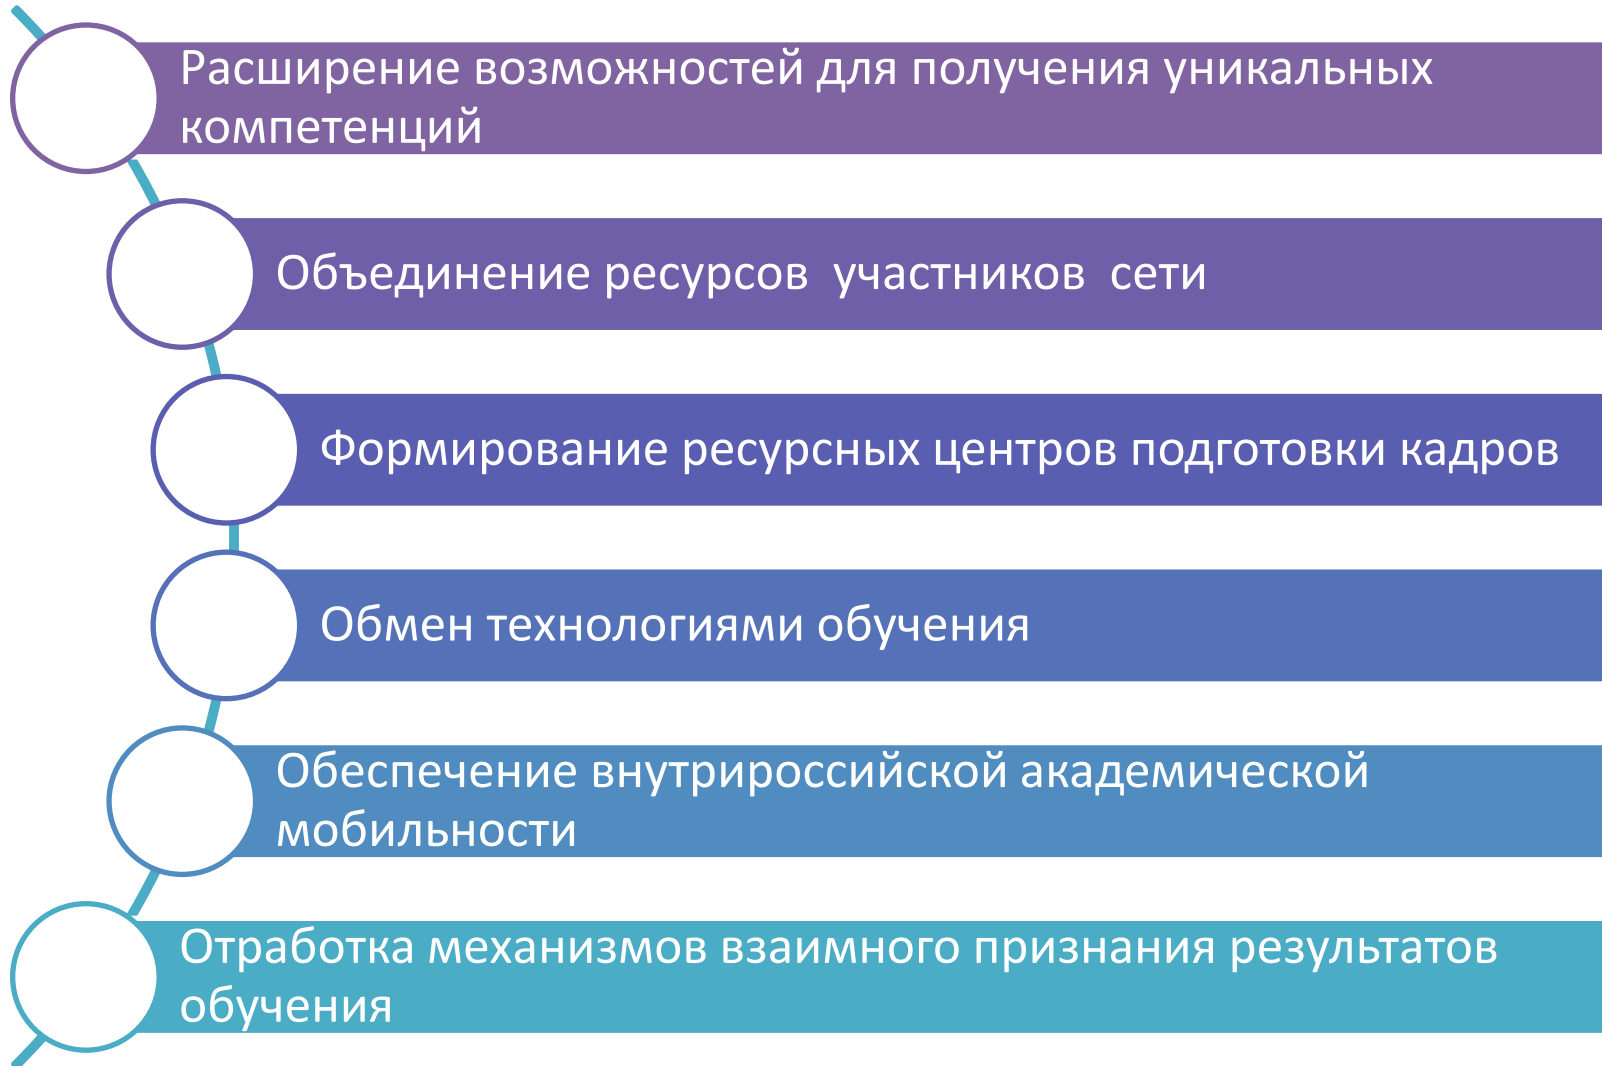 Расширение возможностей для получения уникальных
компетенций
Объединение ресурсов  участников  сети
Формирование ресурсных центров подготовки кадров
Обмен технологиями обучения
Обеспечение внутрироссийской академической
мобильности
Отработка механизмов взаимного признания результатов
обучения